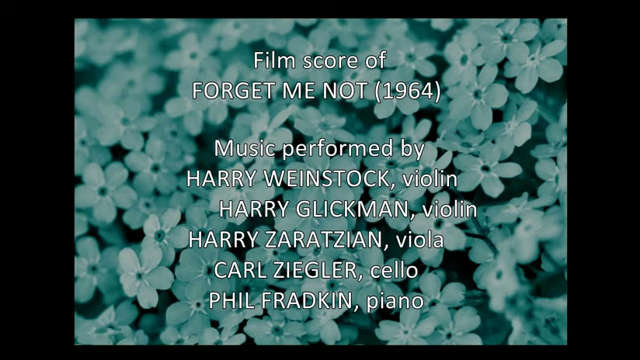 Film score of
FORGET ME NOT (1964)
Music performed by
HARRY WEINSTOCK, violin
HARRY GLICKMAN, violin
HARRY ZARATZIAN, viola
CARL ZIEGLER, cello
PHIL FRADKIN, piano